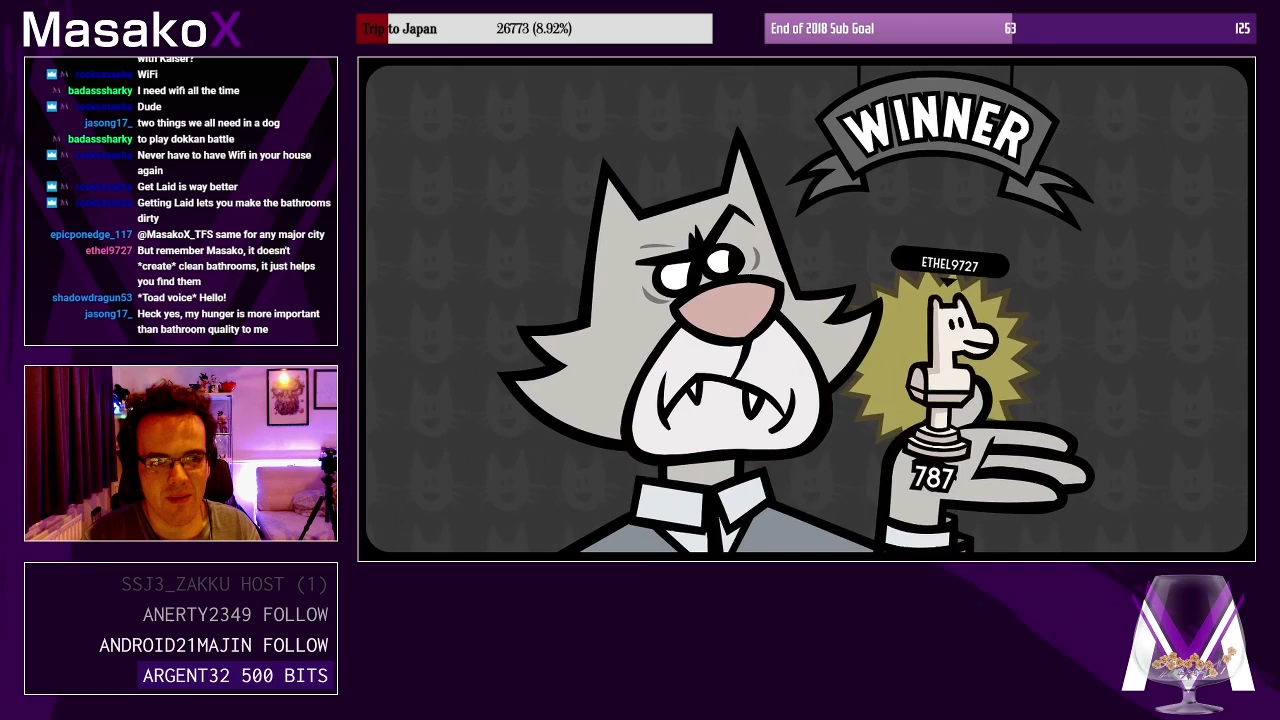 MasakoX
Trip to Japan 26773 (8.92%)
End of 2018 Sub Goal 63 125
with Kaiser?
WiFi
badasssharky I need wifi all the time
Dude
jasong17_ two things we all need in a dog
badasssharky to play dokkan battle
Never have to have Wifi in your house
again
Get Laid is way better
Getting Laid lets you make the bathrooms
dirty
epicponedge_117 @MasakoX_TFS same for any major city
ethel9727 But remember Masako, it doesn't
*create* clean bathrooms, it just helps
you find them
shadowdragun53 *Toad voice* Hello!
jasong17_ Heck yes, my hunger is more important
than bathroom quality to me
WINNER
ETHEL9727
787
SSJ3_ZAKKU HOST (1)
ANERTY2349 FOLLOW
ANDROID21MAJIN FOLLOW
ARGENT32 500 BITS